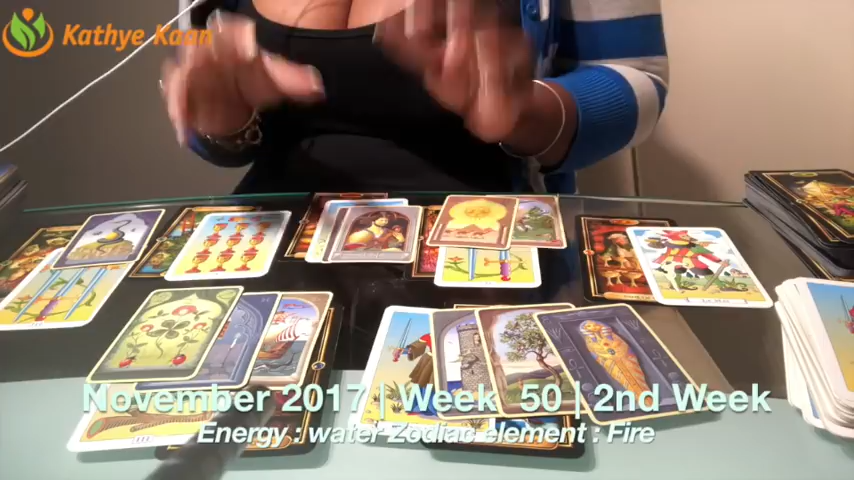 Kathye Kaan
November 2017 | Week 50 | 2nd Week
Energy : water Zodiac element : Fire